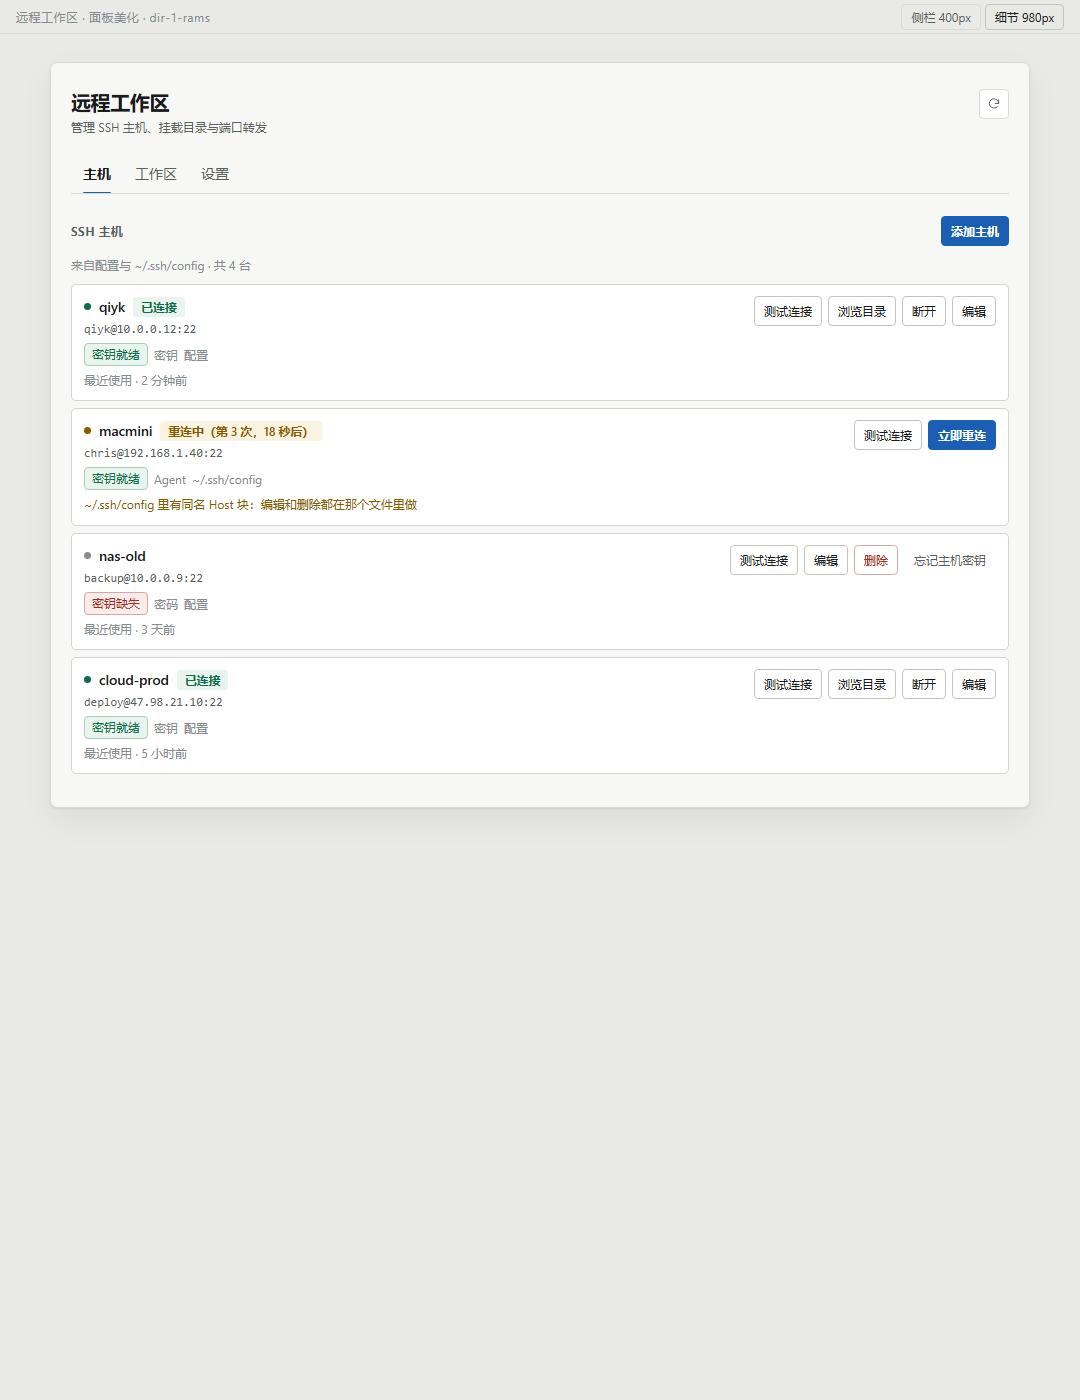 远程工作区 · 面板美化 · dir-1-rams
侧栏 400px
细节 980px
远程工作区
管理 SSH 主机、挂载目录与端口转发
主机 工作区 设置
SSH 主机
添加主机
来自配置与 ~/.ssh/config · 共 4 台
qiyk 已连接
测试连接 浏览目录 断开 编辑
qiyk@10.0.0.12:22
密钥就绪 密钥 配置
最近使用 · 2 分钟前
macmini 重连中（第 3 次，18 秒后）
测试连接 立即重连
chris@192.168.1.40:22
密钥就绪 Agent ~/.ssh/config
~/.ssh/config 里有同名 Host 块：编辑和删除都在那个文件里做
nas-old
测试连接 编辑 删除 忘记主机密钥
backup@10.0.0.9:22
密钥缺失 密码 配置
最近使用 · 3 天前
cloud-prod 已连接
测试连接 浏览目录 断开 编辑
deploy@47.98.21.10:22
密钥就绪 密钥 配置
最近使用 · 5 小时前